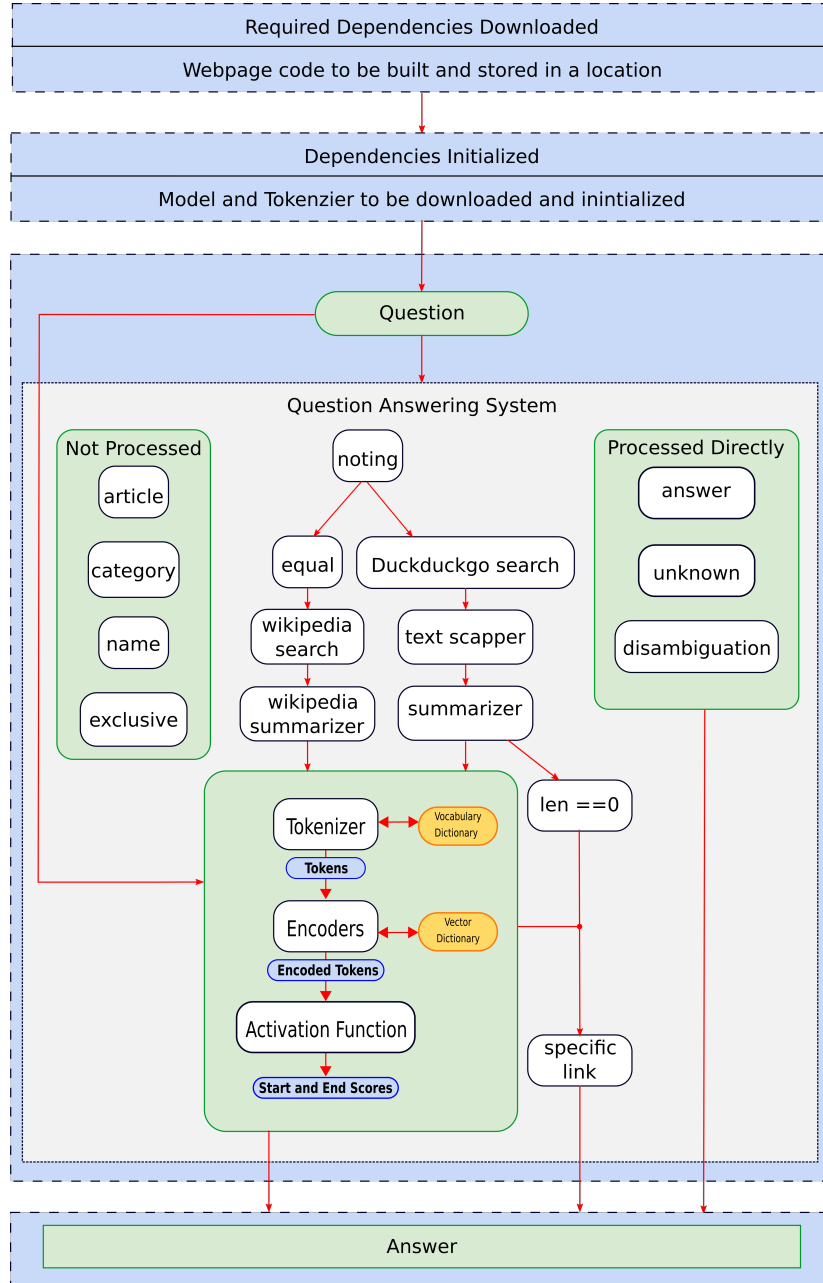 Required Dependencies Downloaded
Webpage code to be built and stored in a location
Dependencies Initialized
Model and Tokenzier to be downloaded and inintialized
Question
Question Answering System
Not Processed
article
category
name
exclusive
noting
equal
Duckduckgo search
wikipedia
search
text scapper
wikipedia
summarizer
summarizer
Processed Directly
answer
unknown
disambiguation
len ==0
Tokenizer
Vocabulary
Dictionary
Tokens
Encoders
Vector
Dictionary
Encoded Tokens
Activation Function
Start and End Scores
specific
link
Answer